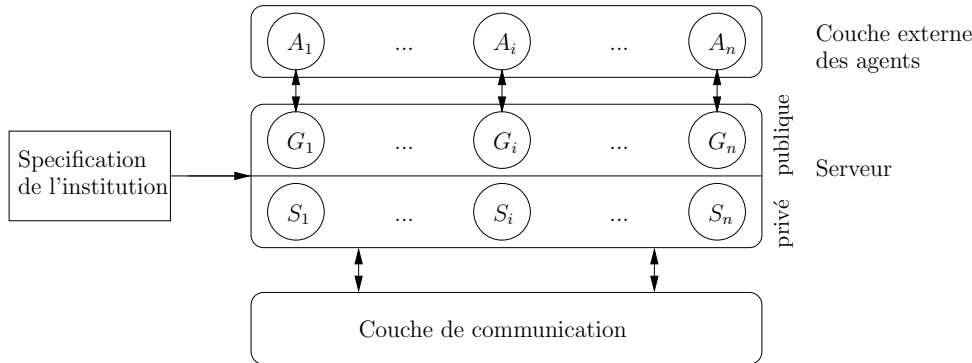 A1 ... Ai ... An
Couche externe
des agents
Specification
de l'institution
G1 ... Gi ... Gn
publique
Serveur
S1 ... Si ... Sn
privé
Couche de communication